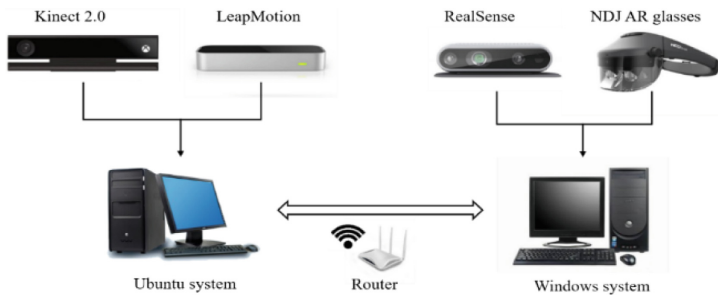 Kinect 2.0
LeapMotion
RealSense
NDJ AR glasses
Ubuntu system
Router
Windows system